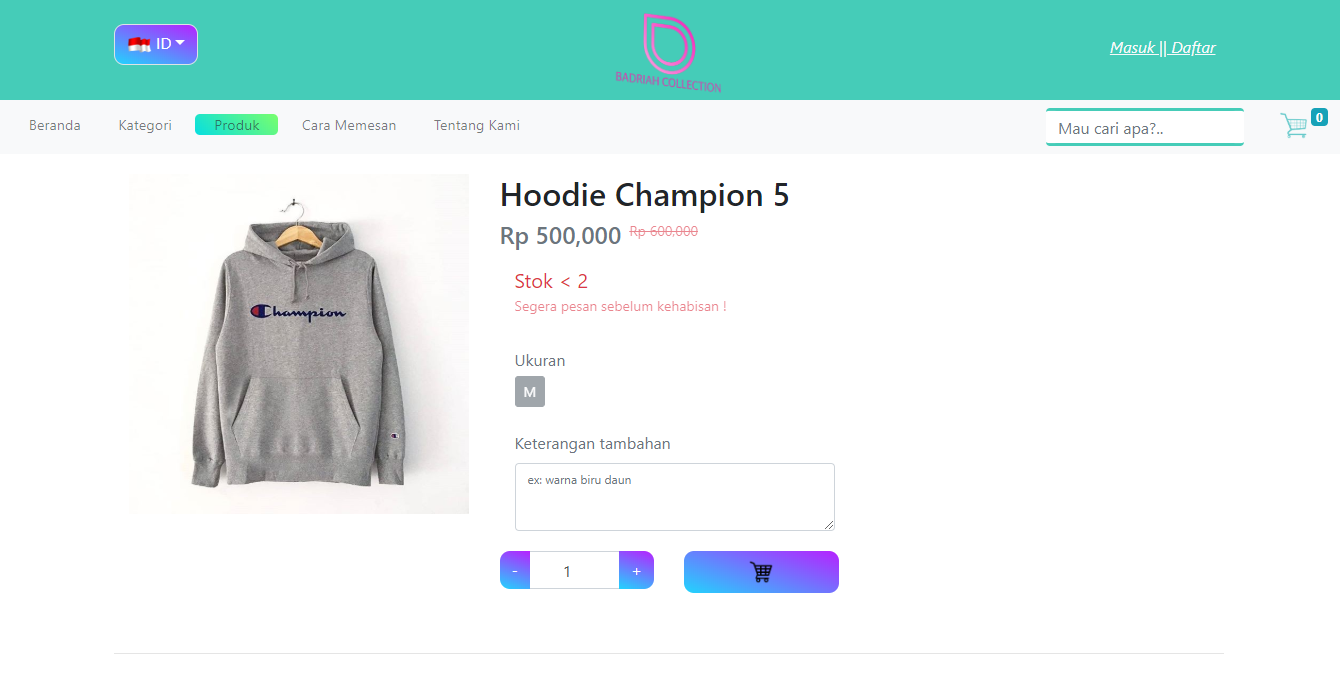 ID
BADRIAH COLLECTION
Masuk || Daftar
Beranda
Kategori
Produk
Cara Memesan
Tentang Kami
Mau cari apa?..
0
Hoodie Champion 5
Rp 500,000 Rp 600,000
Champion
Stok < 2
Segera pesan sebelum kehabisan !
Ukuran
M
Keterangan tambahan
ex: warna biru daun
- 1 +